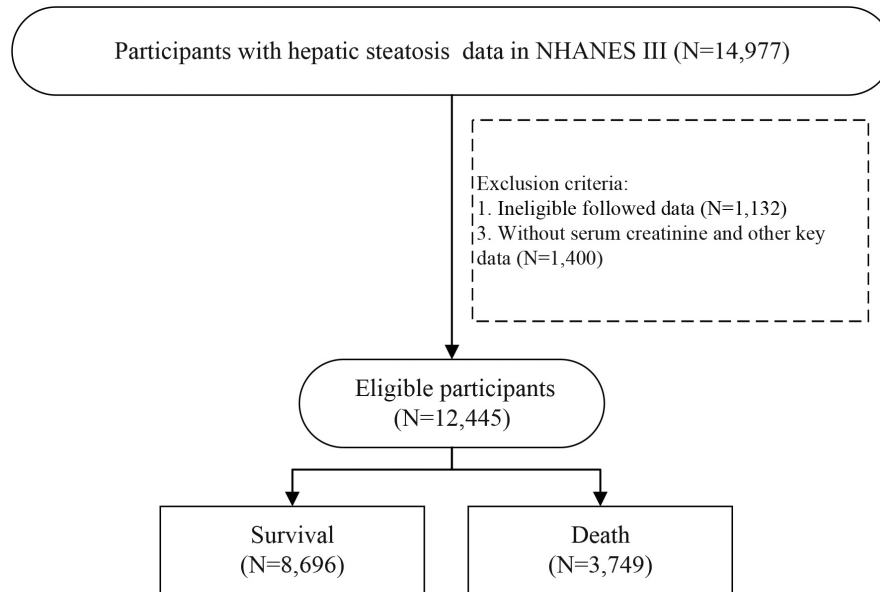 Participants with hepatic steatosis data in NHANES III (N=14,977)
Exclusion criteria:
1. Ineligible followed data (N=1,132)
3. Without serum creatinine and other key
data (N=1,400)
Eligible participants
(N=12,445)
Survival
(N=8,696)
Death
(N=3,749)